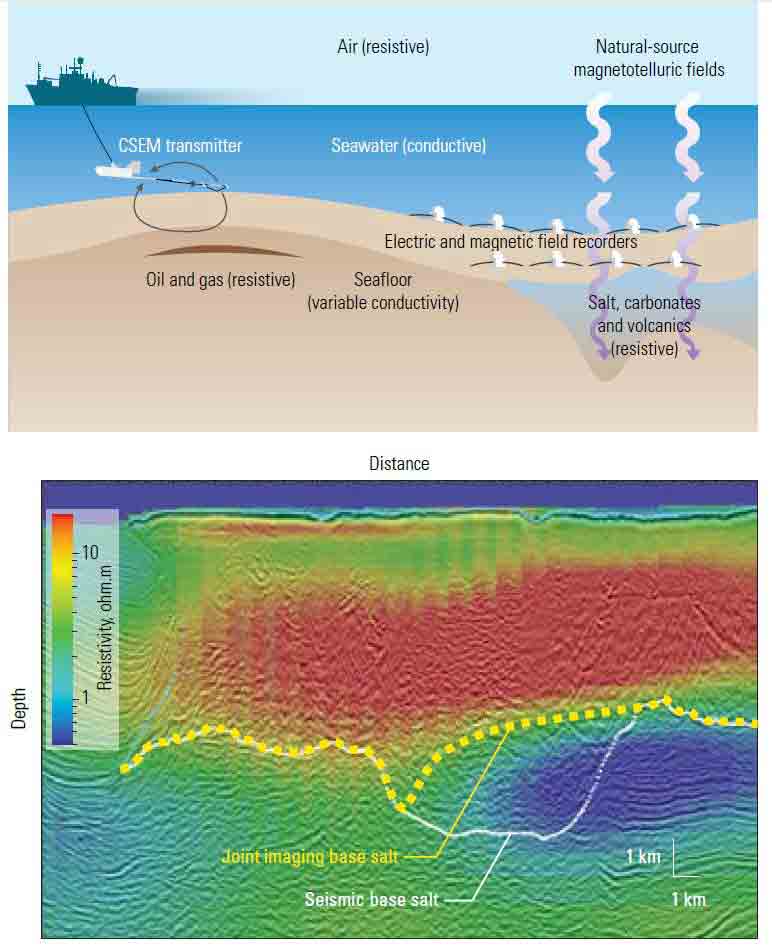 Air (resistive)
Natural-source
magnetotelluric fields
CSEM transmitter
Seawater (conductive)
Electric and magnetic field recorders
Oil and gas (resistive)
Seafloor
(variable conductivity)
Salt, carbonates
and volcanics
(resistive)
Distance
Depth
10
1
Resistivity, ohm.m
Joint imaging base salt
Seismic base salt
1 km
1 km